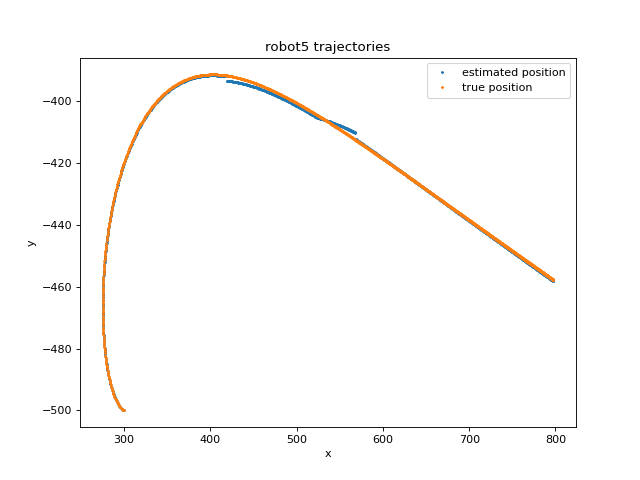 robot5 trajectories
estimated position
true position
−400
−420
−440
−460
−480
−500
y
300
400
500
600
700
800
x